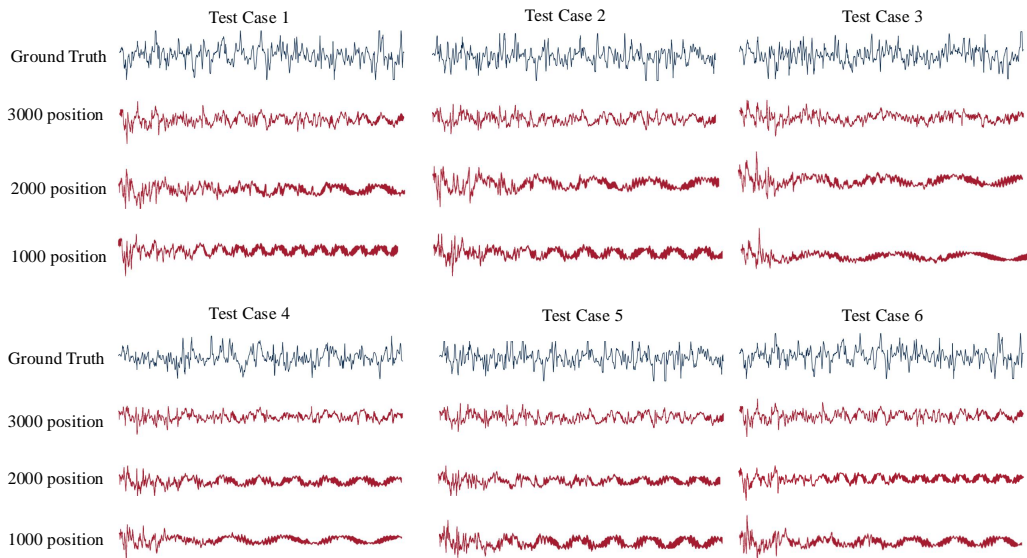 Test Case 1
Test Case 2
Test Case 3
Ground Truth
3000 position
2000 position
1000 position
Test Case 4
Test Case 5
Test Case 6
Ground Truth
3000 position
2000 position
1000 position